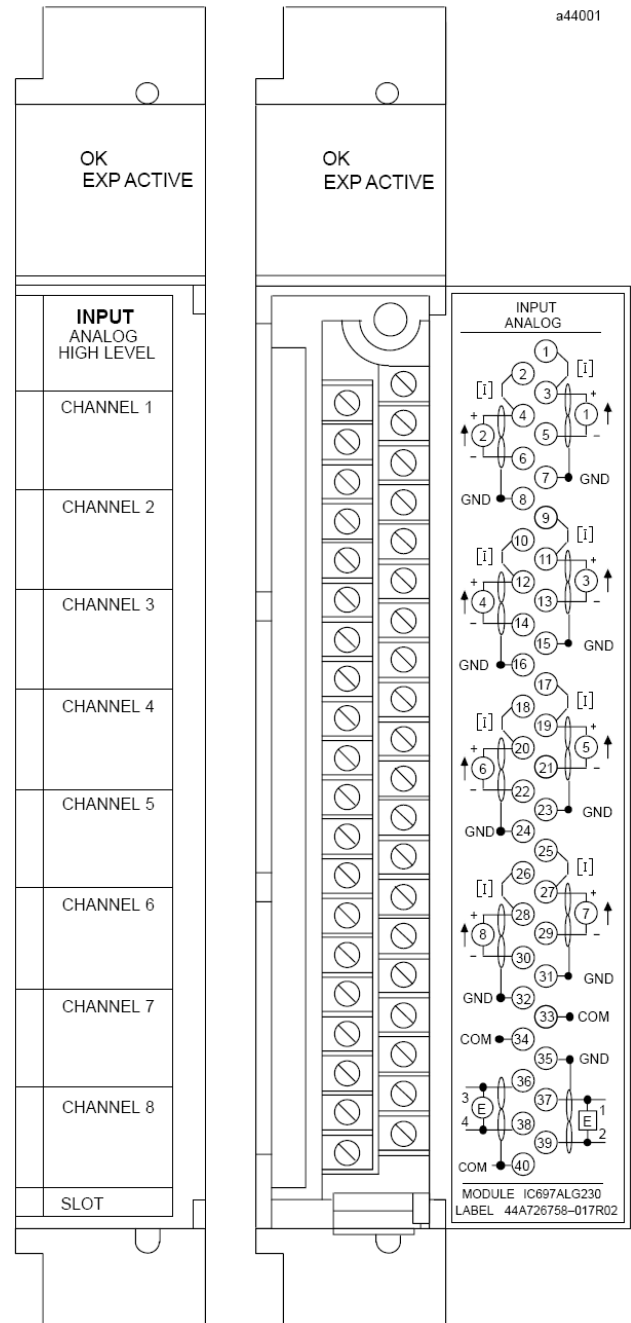 a44001
OK
EXP ACTIVE
INPUT
ANALOG
HIGH LEVEL
CHANNEL 1
CHANNEL 2
CHANNEL 3
CHANNEL 4
CHANNEL 5
CHANNEL 6
CHANNEL 7
CHANNEL 8
SLOT
OK
EXP ACTIVE
INPUT
ANALOG
1
2
[I]
[I]
3
+
+
4
1
2
5
–
–
6
7
GND
GND
8
9
10
[I]
[I]
11
+
+
12
3
4
13
–
–
14
15
GND
GND
16
17
18
[I]
[I]
19
+
+
20
5
6
21
–
–
22
23
GND
GND
24
25
26
[I]
[I]
27
+
+
28
7
8
29
–
–
30
31
GND
GND
32
33
COM
COM
34
35
GND
36
3
37
1
E
E
4
38
2
39
COM
40
MODULE IC697ALG230
LABEL 44A726758–017R02